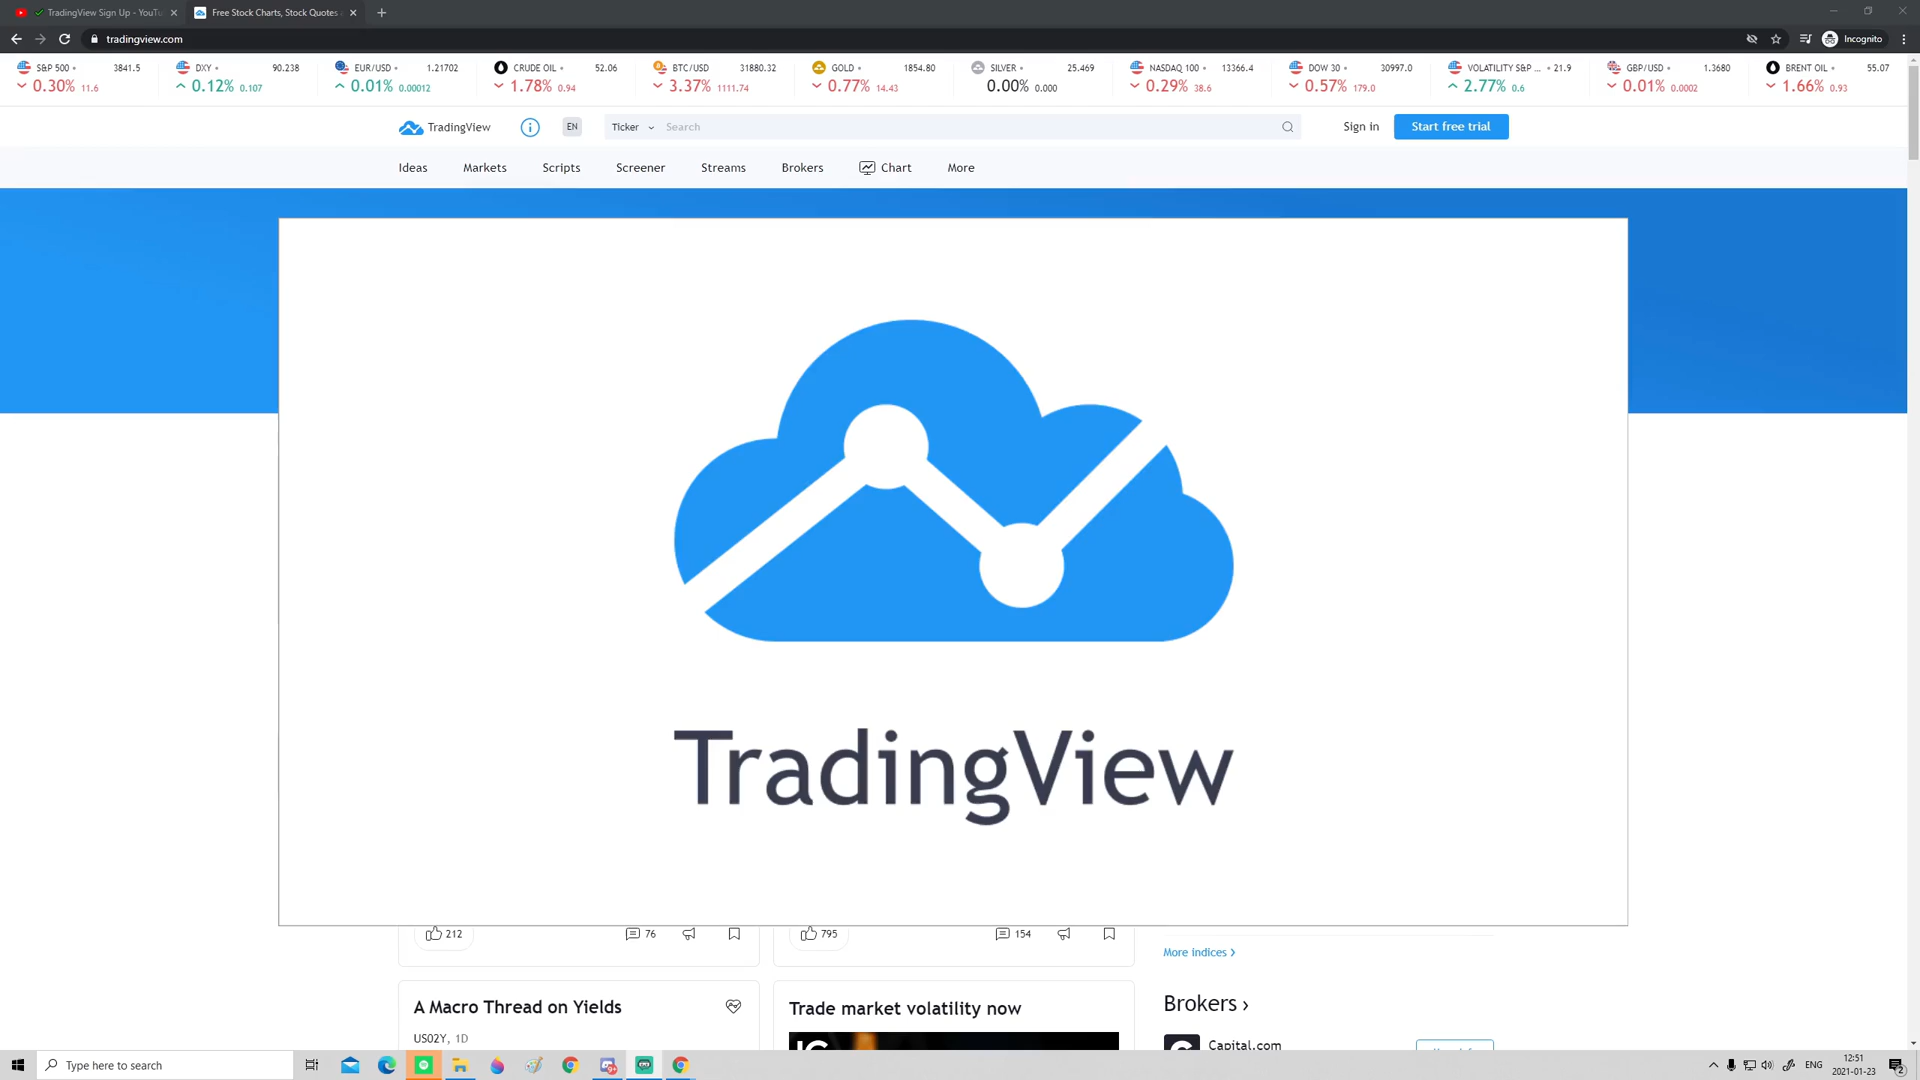 TradingView Sign Up - YouTu
Free Stock Charts, Stock Quotes
tradingview.com
Incognito
S&P 500 3841.5
0.30% 11.6
DXY 90.238
0.12% 0.107
EUR/USD 1.21702
0.01% 0.00012
CRUDE OIL 52.06
1.78% 0.94
BTC/USD 31880.32
3.37% 1111.74
GOLD 1854.80
0.77% 14.43
SILVER 25.469
0.00% 0.000
NASDAQ 100 13366.4
0.29% 38.6
DOW 30 30997.0
0.57% 179.0
VOLATILITY S&P ... 21.9
2.77% 0.6
GBP/USD 1.3680
0.01% 0.0002
BRENT OIL 55.07
1.66% 0.93
TradingView EN Ticker Search Sign in Start free trial
Ideas Markets Scripts Screener Streams Brokers Chart More
TradingView
212 76 795 154
More indices
A Macro Thread on Yields
US02Y, 1D
Trade market volatility now
Brokers
Capital.com
Type here to search
ENG
12:51
2021-01-23
2